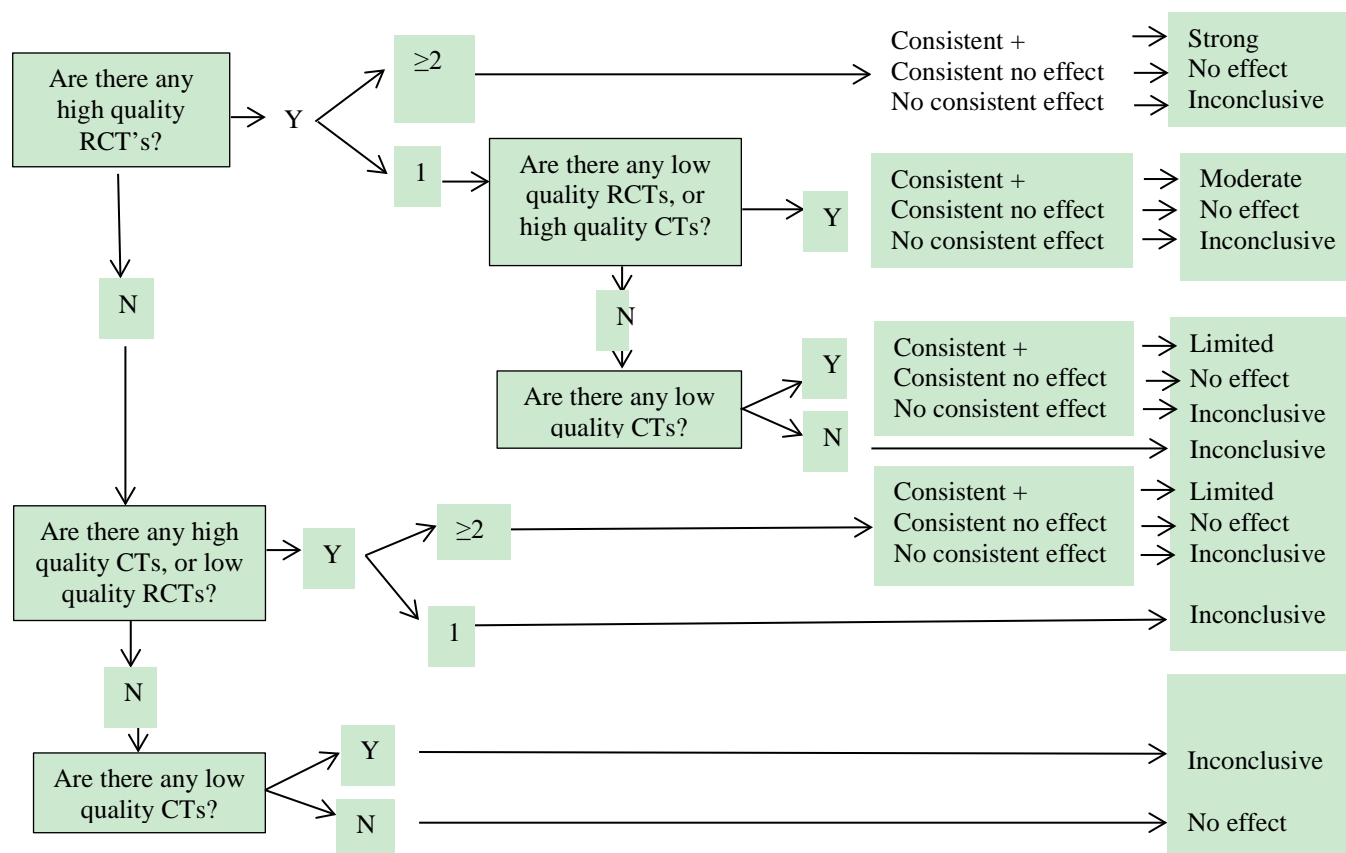 Are there any
high quality
RCT's?
Y
≥2
Consistent +
Consistent no effect
No consistent effect
Strong
No effect
Inconclusive
1
Are there any low
quality RCTs, or
high quality CTs?
Y
Consistent +
Consistent no effect
No consistent effect
Moderate
No effect
Inconclusive
N
N
Are there any low
quality CTs?
Y
Consistent +
Consistent no effect
No consistent effect
Limited
No effect
Inconclusive
N
Inconclusive
Are there any high
quality CTs, or low
quality RCTs?
Y
≥2
Consistent +
Consistent no effect
No consistent effect
Limited
No effect
Inconclusive
1
Inconclusive
N
Are there any low
quality CTs?
Y
Inconclusive
N
No effect